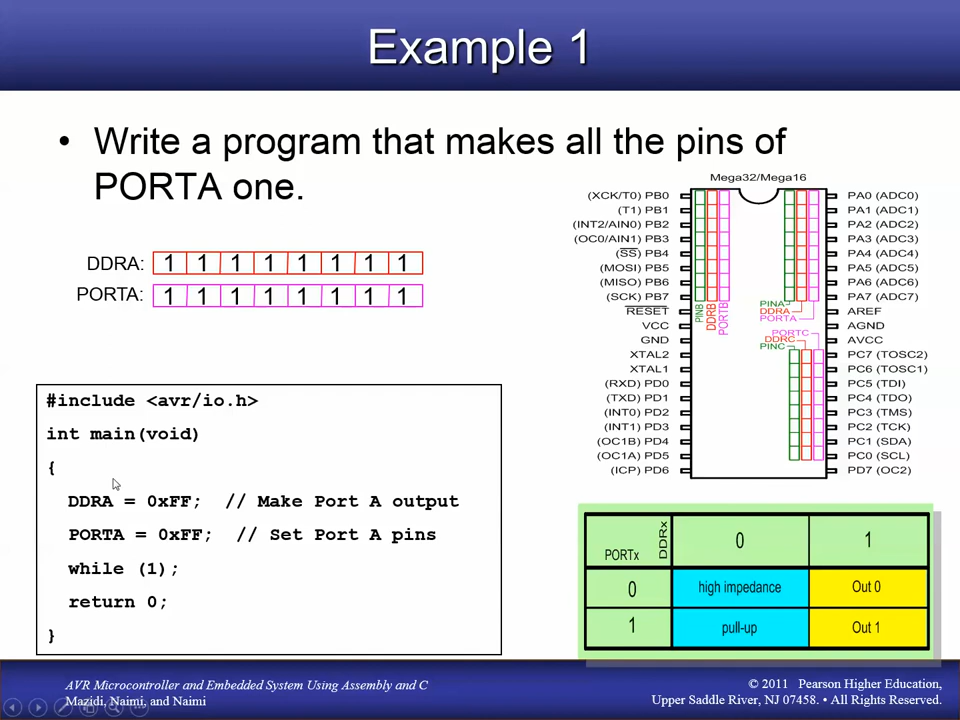 Example 1
• Write a program that makes all the pins of
PORTA one.
DDRA: 1 1 1 1 1 1 1 1
PORTA: 1 1 1 1 1 1 1 1
#include <avr/io.h>
int main(void)
{
DDRA = 0xFF; // Make Port A output
PORTA = 0xFF; // Set Port A pins
while (1);
return 0;
}
Mega32/Mega16
(XCK/T0) PB0
(T1) PB1
(INT2/AIN0) PB2
(OC0/AIN1) PB3
(SS) PB4
(MOSI) PB5
(MISO) PB6
(SCK) PB7
RESET
VCC
GND
XTAL2
XTAL1
(RXD) PD0
(TXD) PD1
(INT0) PD2
(INT1) PD3
(OC1B) PD4
(OC1A) PD5
(ICP) PD6
PINB
DDRB
PORTB
PINA
DDRA
PORTA
PORTC
DDRC
PINC
PA0 (ADC0)
PA1 (ADC1)
PA2 (ADC2)
PA3 (ADC3)
PA4 (ADC4)
PA5 (ADC5)
PA6 (ADC6)
PA7 (ADC7)
AREF
AGND
AVCC
PC7 (TOSC2)
PC6 (TOSC1)
PC5 (TDI)
PC4 (TDO)
PC3 (TMS)
PC2 (TCK)
PC1 (SDA)
PC0 (SCL)
PD7 (OC2)
PORTx DDRx 0 1
0 high impedance Out 0
1 pull-up Out 1
AVR Microcontroller and Embedded System Using Assembly and C
Mazidi, Naimi, and Naimi
© 2011 Pearson Higher Education,
Upper Saddle River, NJ 07458. • All Rights Reserved.